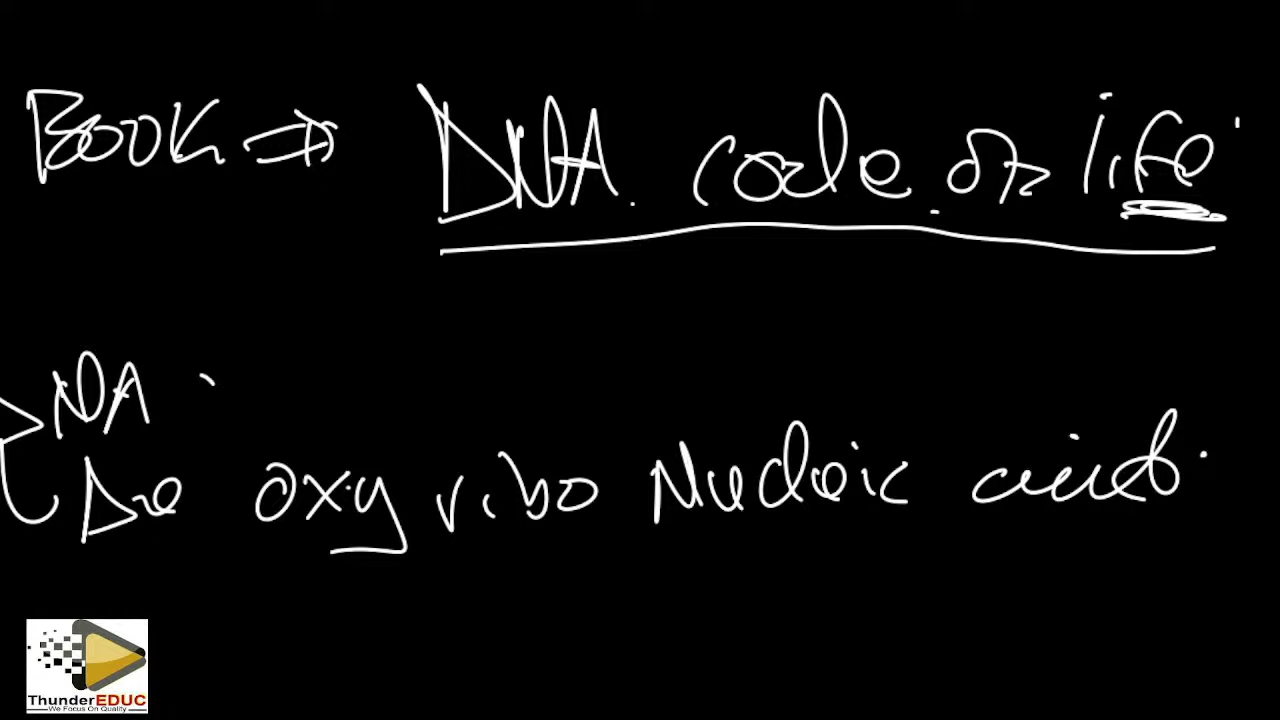 BOOK ⇒ DNA code of life.
DNA
De oxy ribo Nucleic acid.
ThunderEDUC
We Focus On Quality